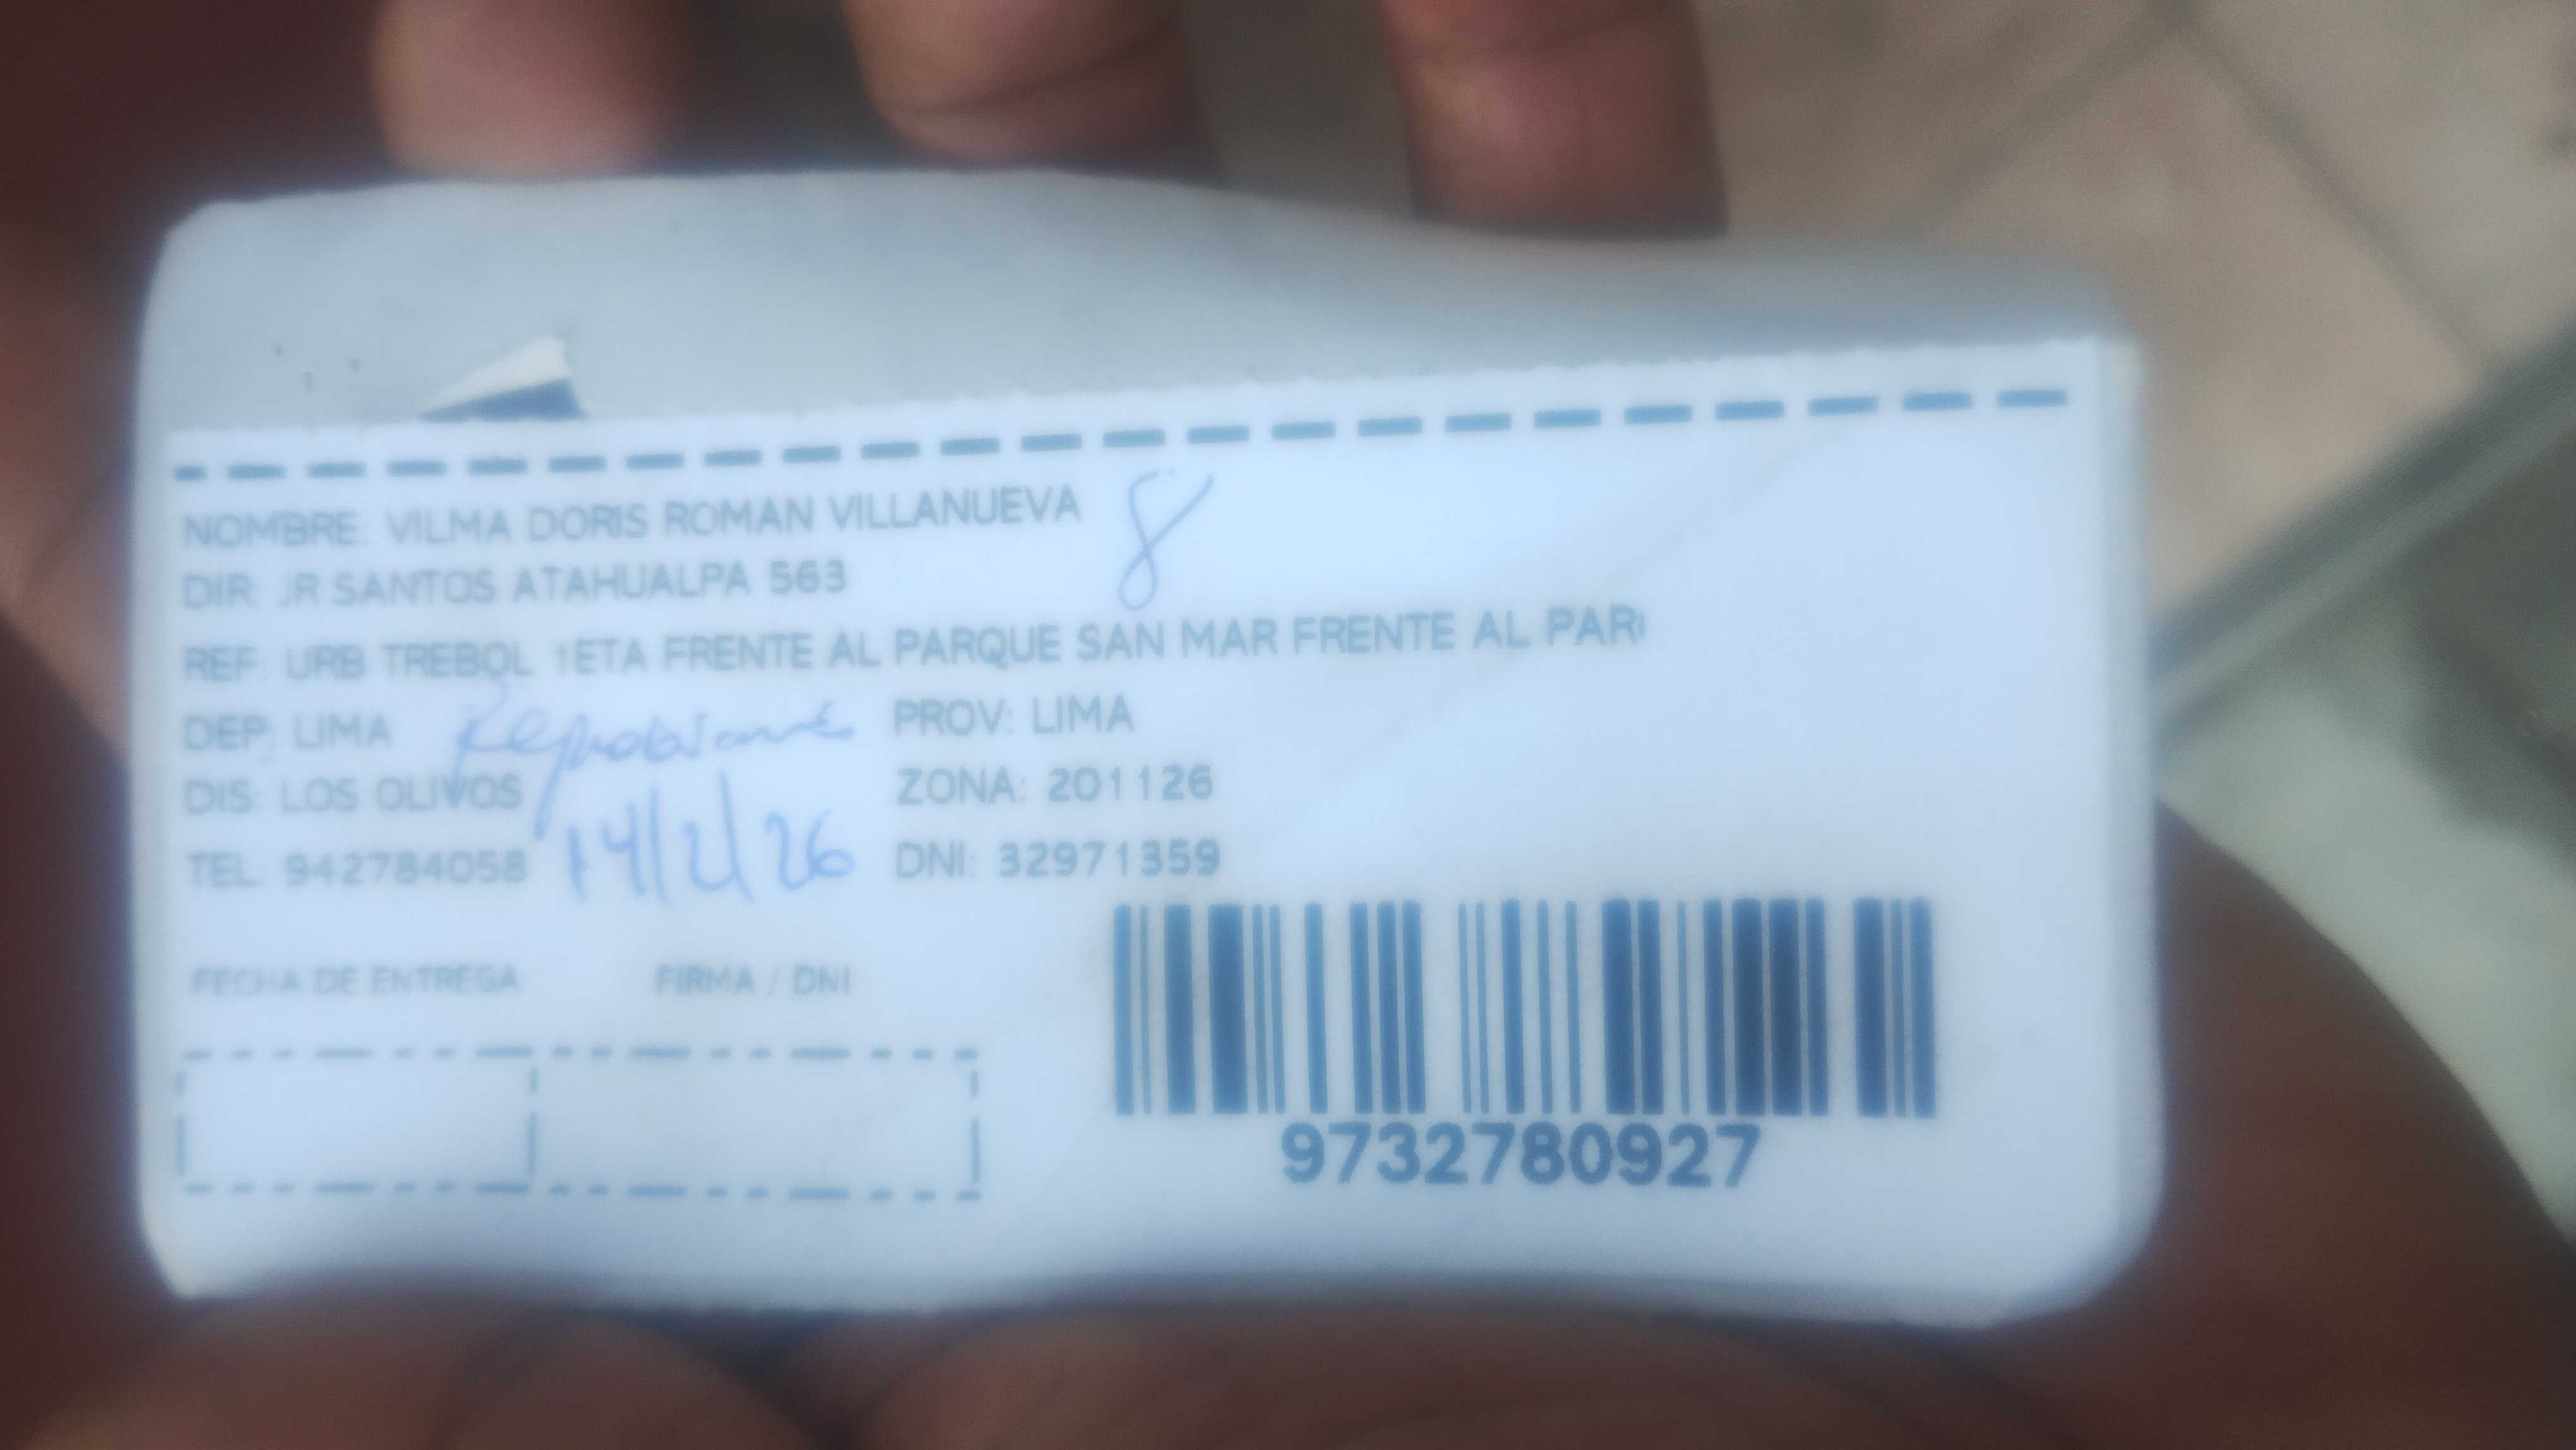 NOMBRE: VILMA DORIS ROMAN VILLANUEVA 8
DIR: JR SANTOS ATAHUALPA 563
REF: URB TREBOL 1ETA FRENTE AL PARQUE SAN MAR FRENTE AL PAR
DEP: LIMA PROV: LIMA
DIS: LOS OLIVOS ZONA: 201126
TEL: 942784058 14/2/26 DNI: 32971359
FECHA DE ENTREGA FIRMA / DNI
9732780927